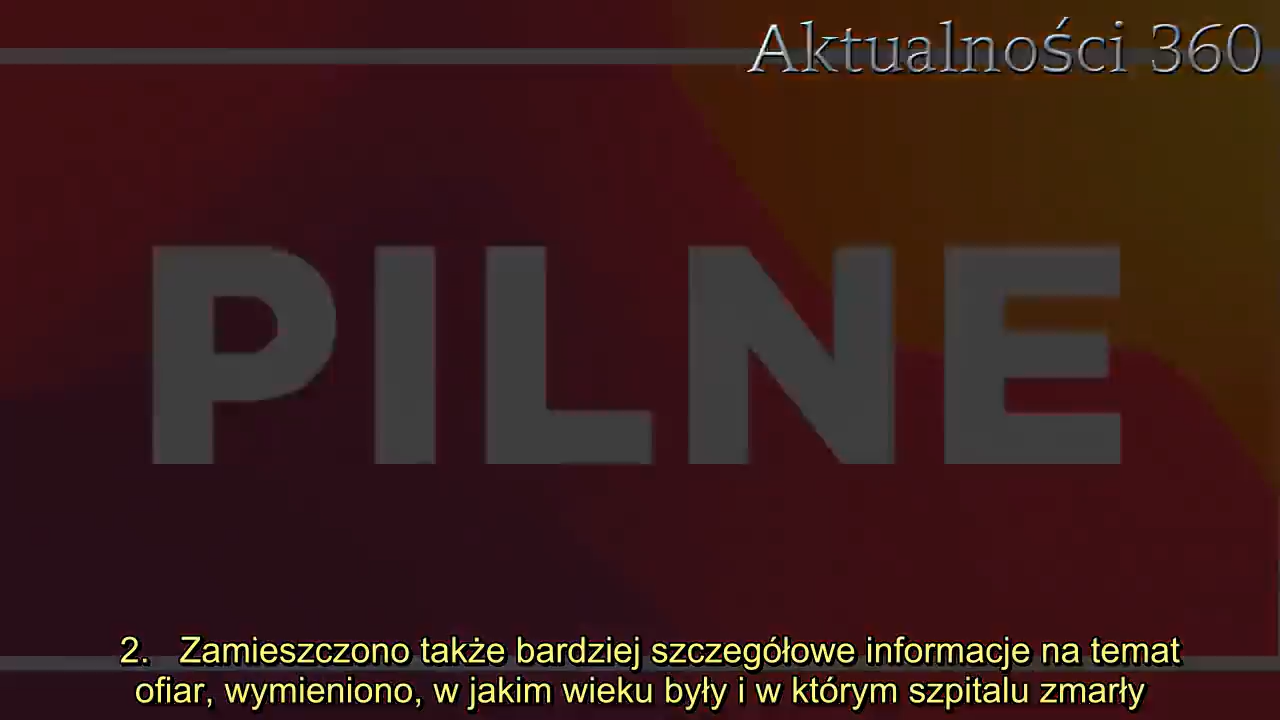 Aktualności 360
PILNE
2. Zamieszczono także bardziej szczegółowe informacje na temat
ofiar, wymieniono, w jakim wieku były i w którym szpitalu zmarły